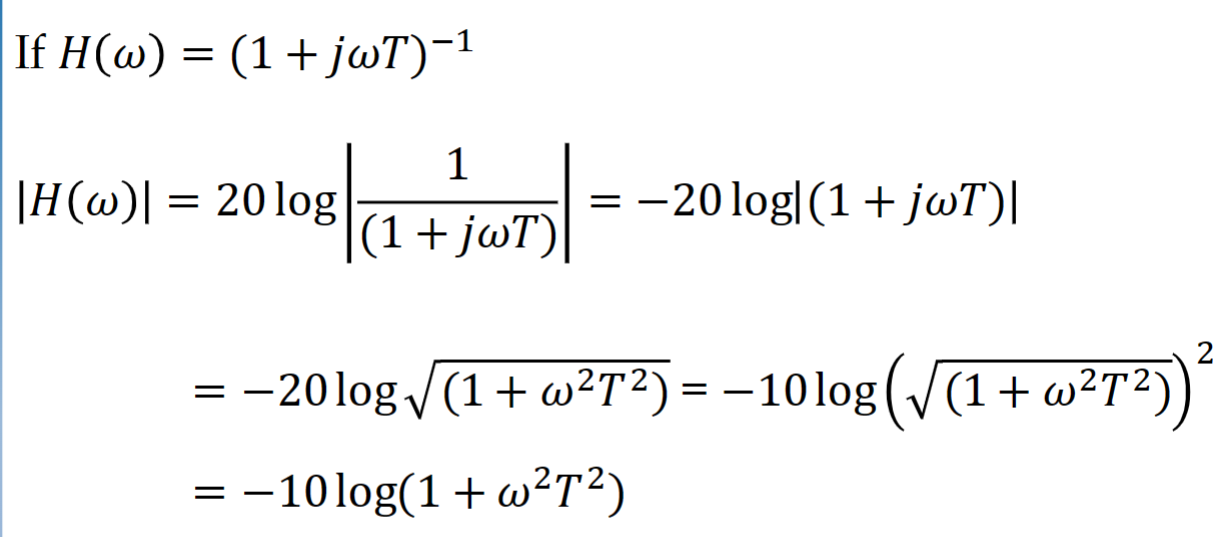 If H(ω) = (1 + jωT)⁻¹
|H(ω)| = 20 log |1/(1 + jωT)| = −20 log|(1 + jωT)|
= −20 log √(1 + ω²T²) = −10 log (√(1 + ω²T²))²
= −10 log(1 + ω²T²)